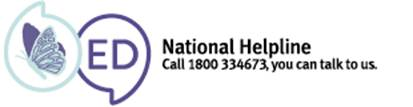 ED
National Helpline
Call 1800 334673, you can talk to us.